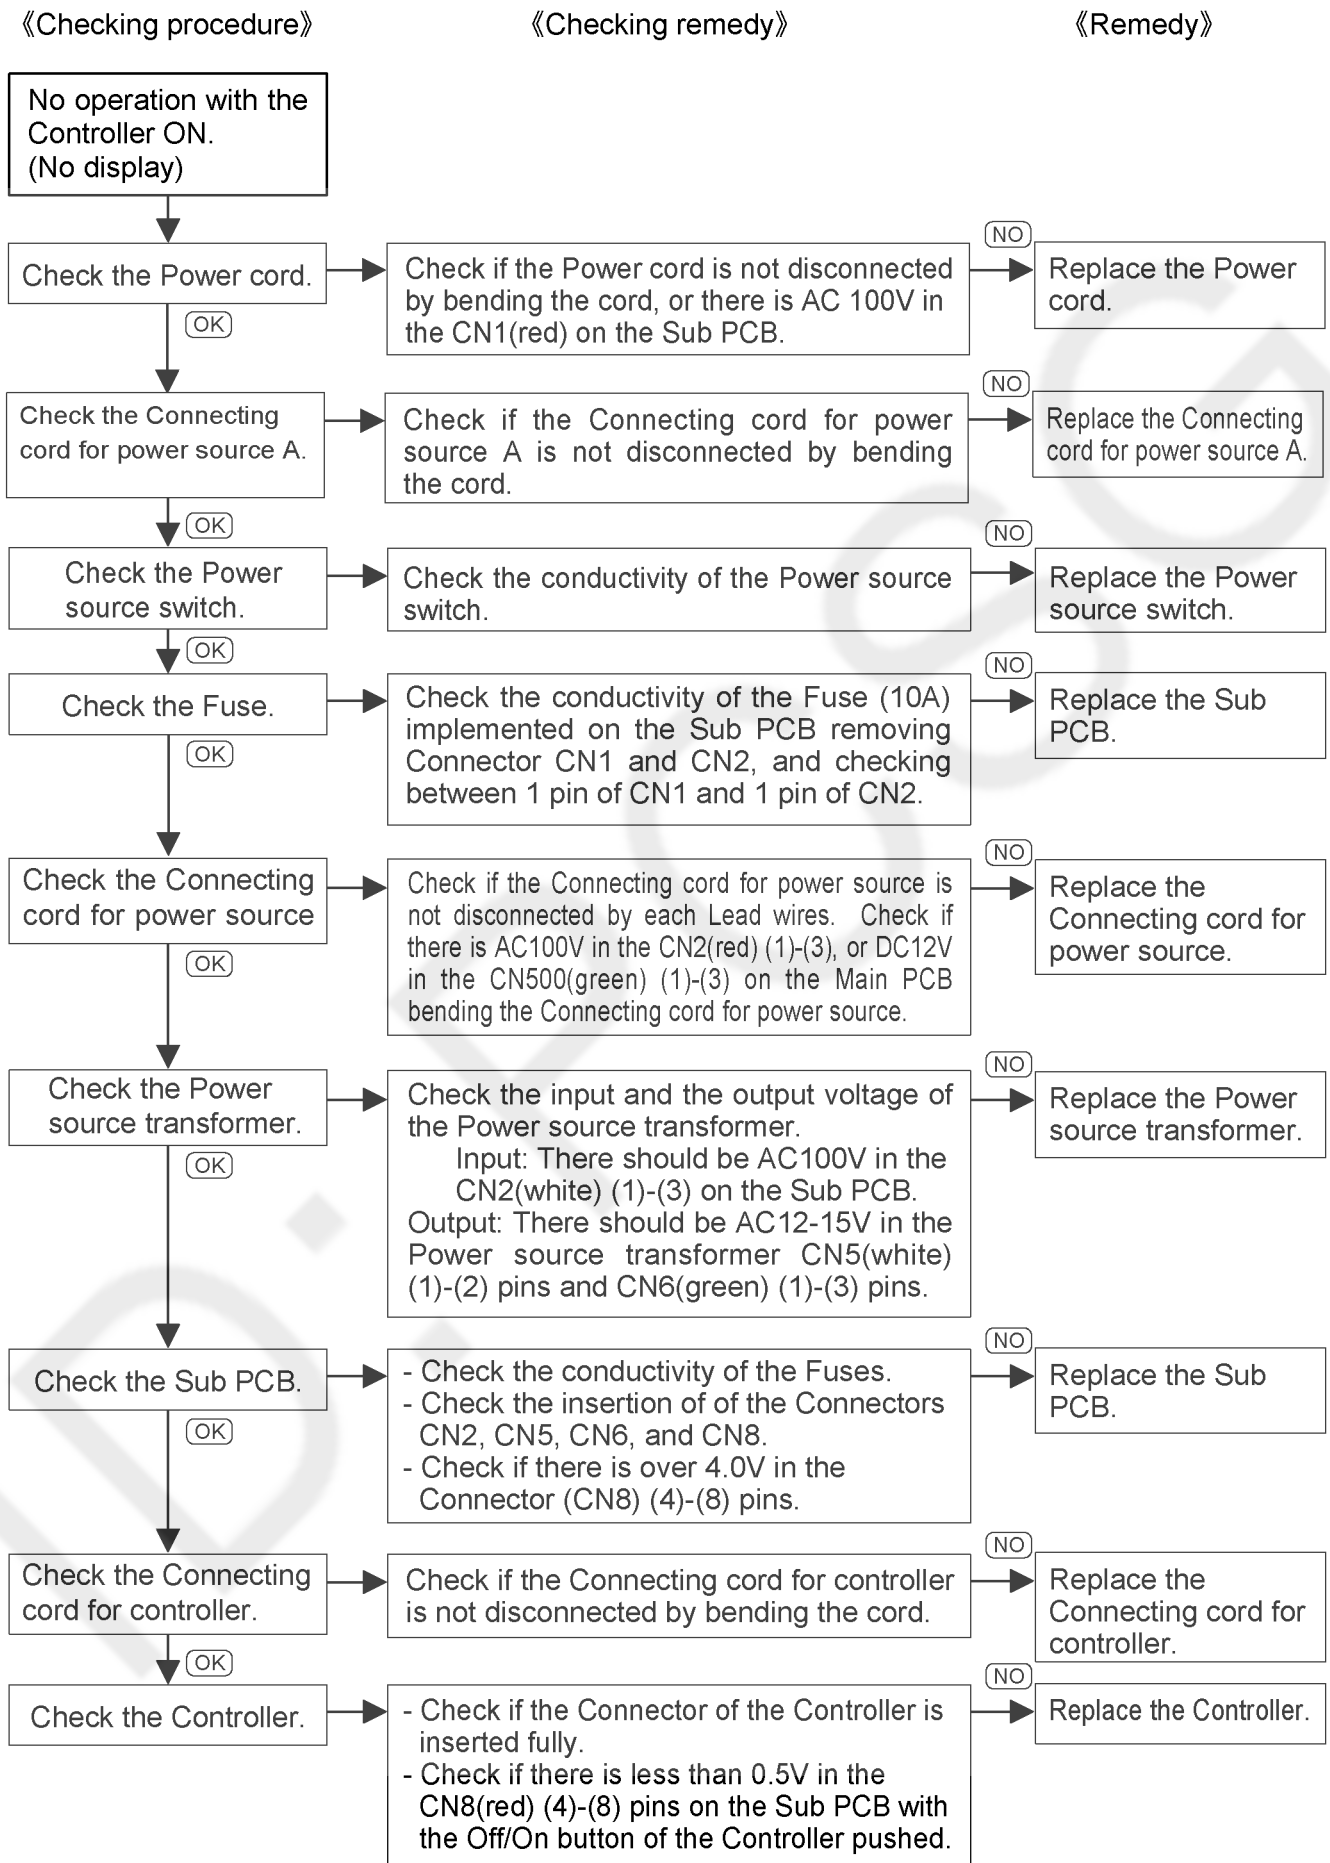 《Checking procedure》
《Checking remedy》
《Remedy》
No operation with the
Controller ON.
(No display)
Check the Power cord.
OK
Check if the Power cord is not disconnected
by bending the cord, or there is AC 100V in
the CN1(red) on the Sub PCB.
NO
Replace the Power
cord.
Check the Connecting
cord for power source A.
OK
Check if the Connecting cord for power
source A is not disconnected by bending
the cord.
NO
Replace the Connecting
cord for power source A.
Check the Power
source switch.
OK
Check the conductivity of the Power source
switch.
NO
Replace the Power
source switch.
Check the Fuse.
OK
Check the conductivity of the Fuse (10A)
implemented on the Sub PCB removing
Connector CN1 and CN2, and checking
between 1 pin of CN1 and 1 pin of CN2.
NO
Replace the Sub
PCB.
Check the Connecting
cord for power source
OK
Check if the Connecting cord for power source is
not disconnected by each Lead wires. Check if
there is AC100V in the CN2(red) (1)-(3), or DC12V
in the CN500(green) (1)-(3) on the Main PCB
bending the Connecting cord for power source.
NO
Replace the
Connecting cord for
power source.
Check the Power
source transformer.
OK
Check the input and the output voltage of
the Power source transformer.
Input: There should be AC100V in the
CN2(white) (1)-(3) on the Sub PCB.
Output: There should be AC12-15V in the
Power source transformer CN5(white)
(1)-(2) pins and CN6(green) (1)-(3) pins.
NO
Replace the Power
source transformer.
Check the Sub PCB.
OK
- Check the conductivity of the Fuses.
- Check the insertion of of the Connectors
CN2, CN5, CN6, and CN8.
- Check if there is over 4.0V in the
Connector (CN8) (4)-(8) pins.
NO
Replace the Sub
PCB.
Check the Connecting
cord for controller.
OK
Check if the Connecting cord for controller
is not disconnected by bending the cord.
NO
Replace the
Connecting cord for
controller.
Check the Controller.
- Check if the Connector of the Controller is
inserted fully.
- Check if there is less than 0.5V in the
CN8(red) (4)-(8) pins on the Sub PCB with
the Off/On button of the Controller pushed.
NO
Replace the Controller.
ID: PCSG